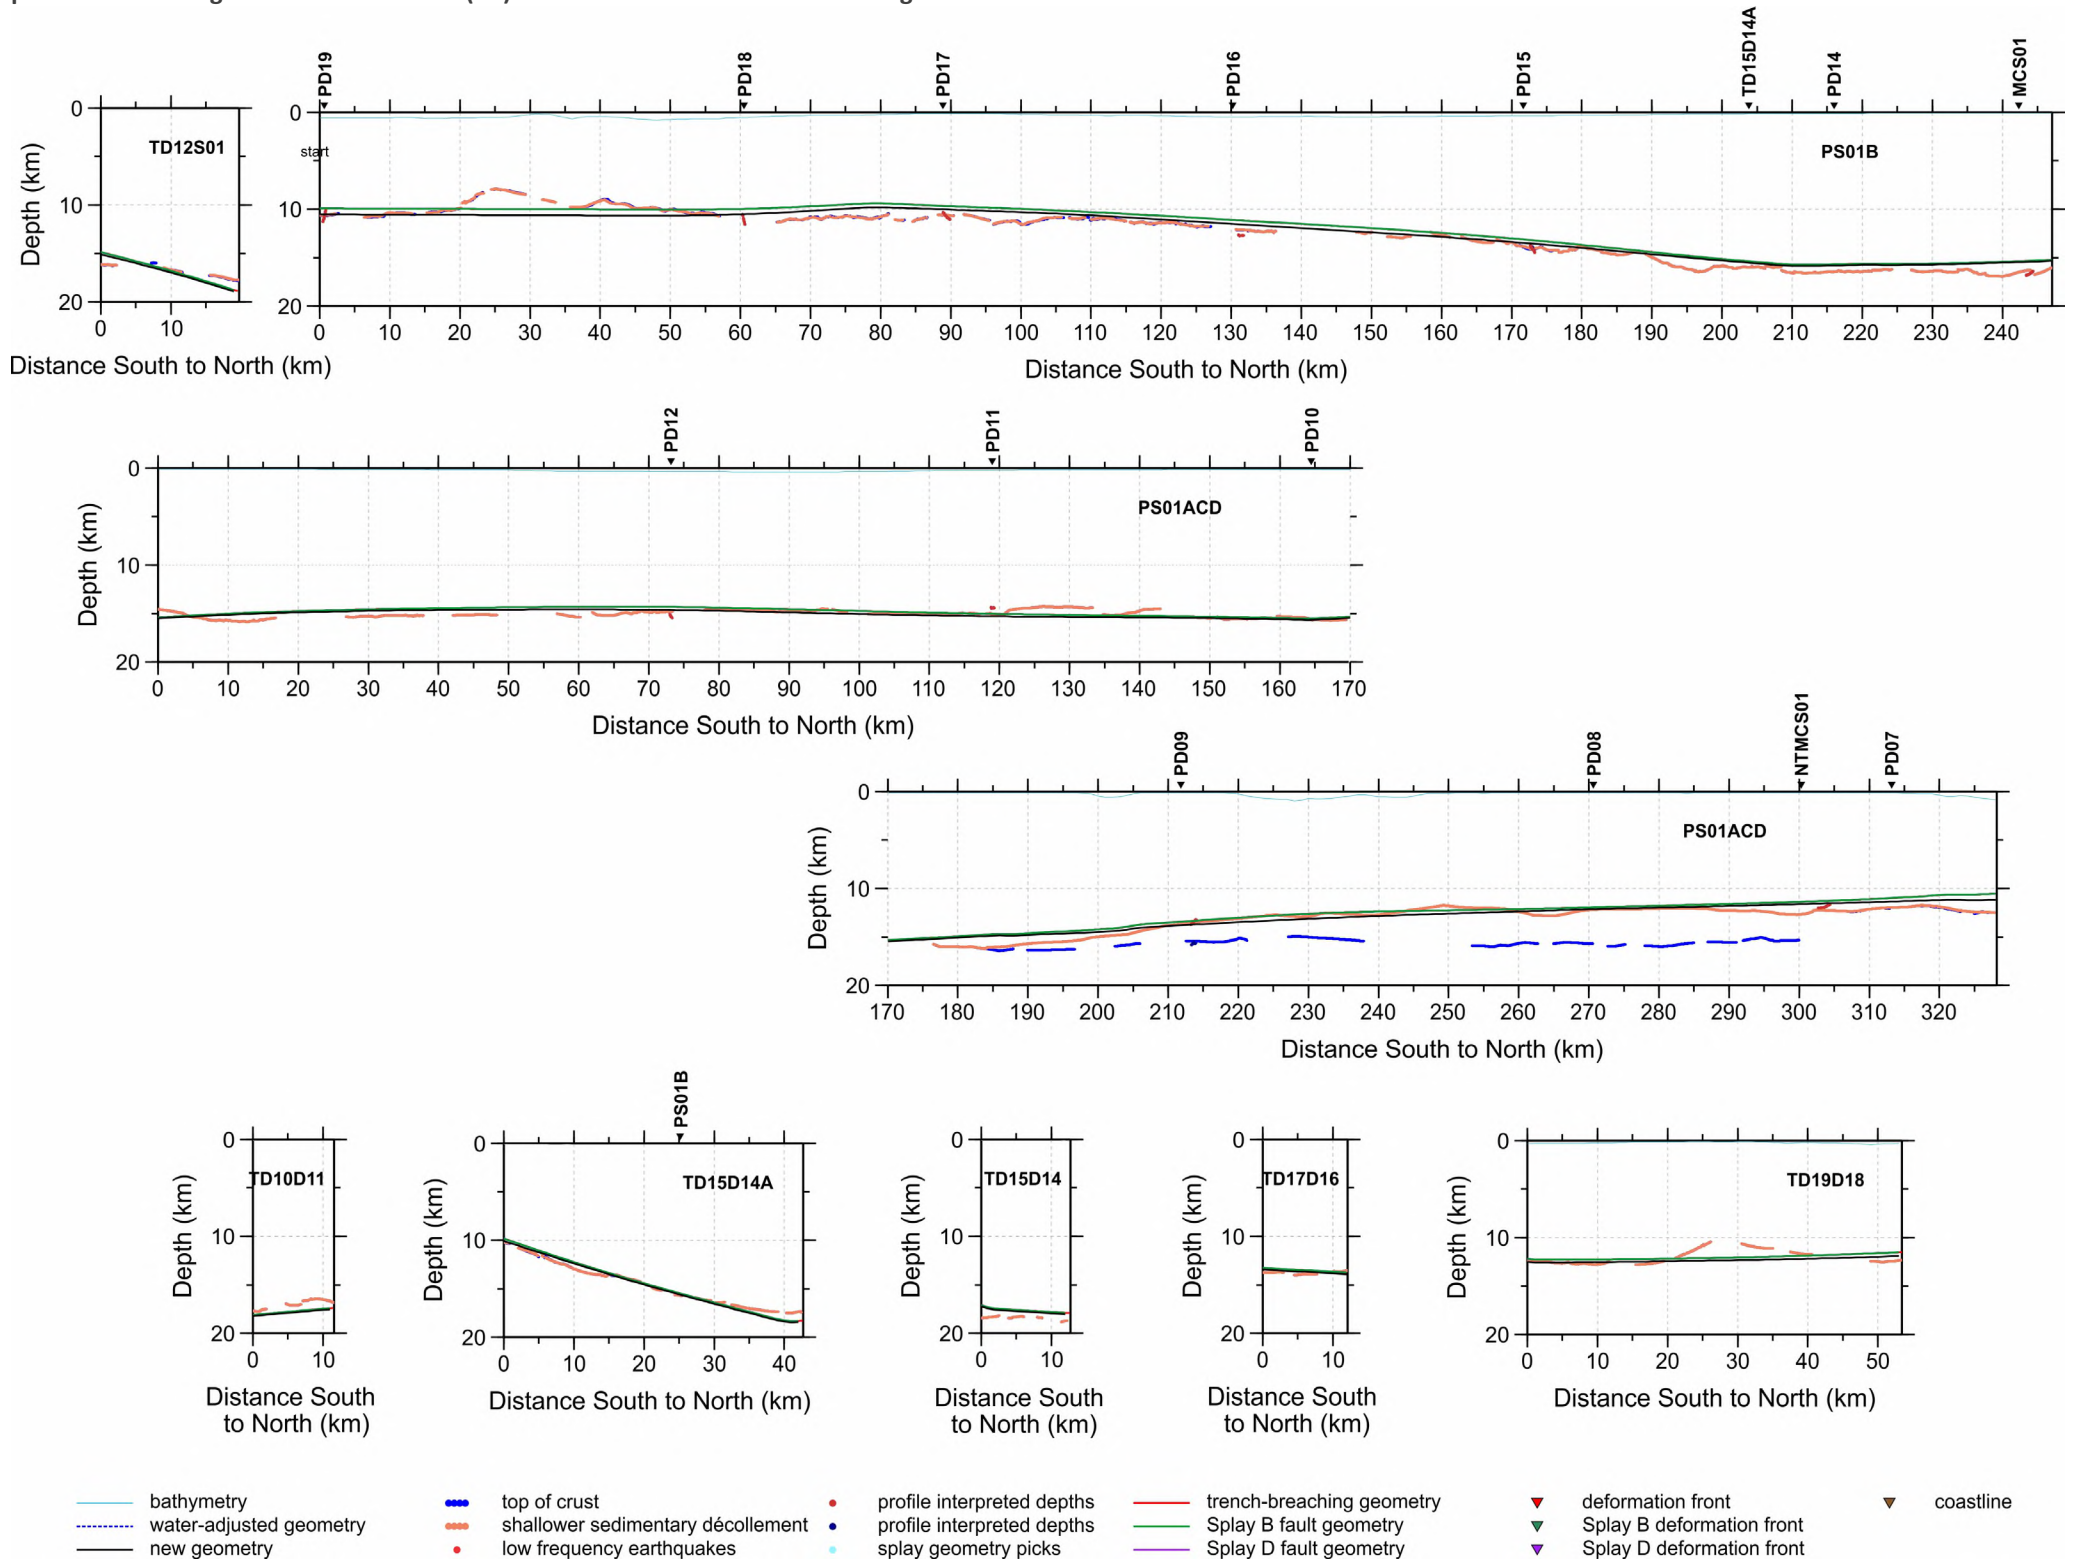 PD19 PD18 PD17 PD16 PD15 TD15D14A PD14 MCS01
0 10 20
Depth (km)
TD12S01
0 10
Distance South to North (km)
0 10 20
start
PS01B
0 10 20 30 40 50 60 70 80 90 100 110 120 130 140 150 160 170 180 190 200 210 220 230 240
Distance South to North (km)
PD12 PD11 PD10
0 10 20
Depth (km)
PS01ACD
0 10 20 30 40 50 60 70 80 90 100 110 120 130 140 150 160 170
Distance South to North (km)
PD09 PD08 NTMCS01 PD07
0 10 20
Depth (km)
PS01ACD
170 180 190 200 210 220 230 240 250 260 270 280 290 300 310 320
Distance South to North (km)
0 10 20
Depth (km)
TD10D11
0 10
Distance South
to North (km)
PS01B
0 10 20
Depth (km)
TD15D14A
0 10 20 30 40
Distance South to North (km)
0 10 20
Depth (km)
TD15D14
0 10
Distance South
to North (km)
0 10 20
Depth (km)
TD17D16
0 10
Distance South
to North (km)
0 10 20
Depth (km)
TD19D18
0 10 20 30 40 50
Distance South to North (km)
bathymetry
water-adjusted geometry
new geometry
top of crust
shallower sedimentary décollement
low frequency earthquakes
profile interpreted depths
profile interpreted depths
splay geometry picks
trench-breaching geometry
Splay B fault geometry
Splay D fault geometry
deformation front
Splay B deformation front
Splay D deformation front
coastline